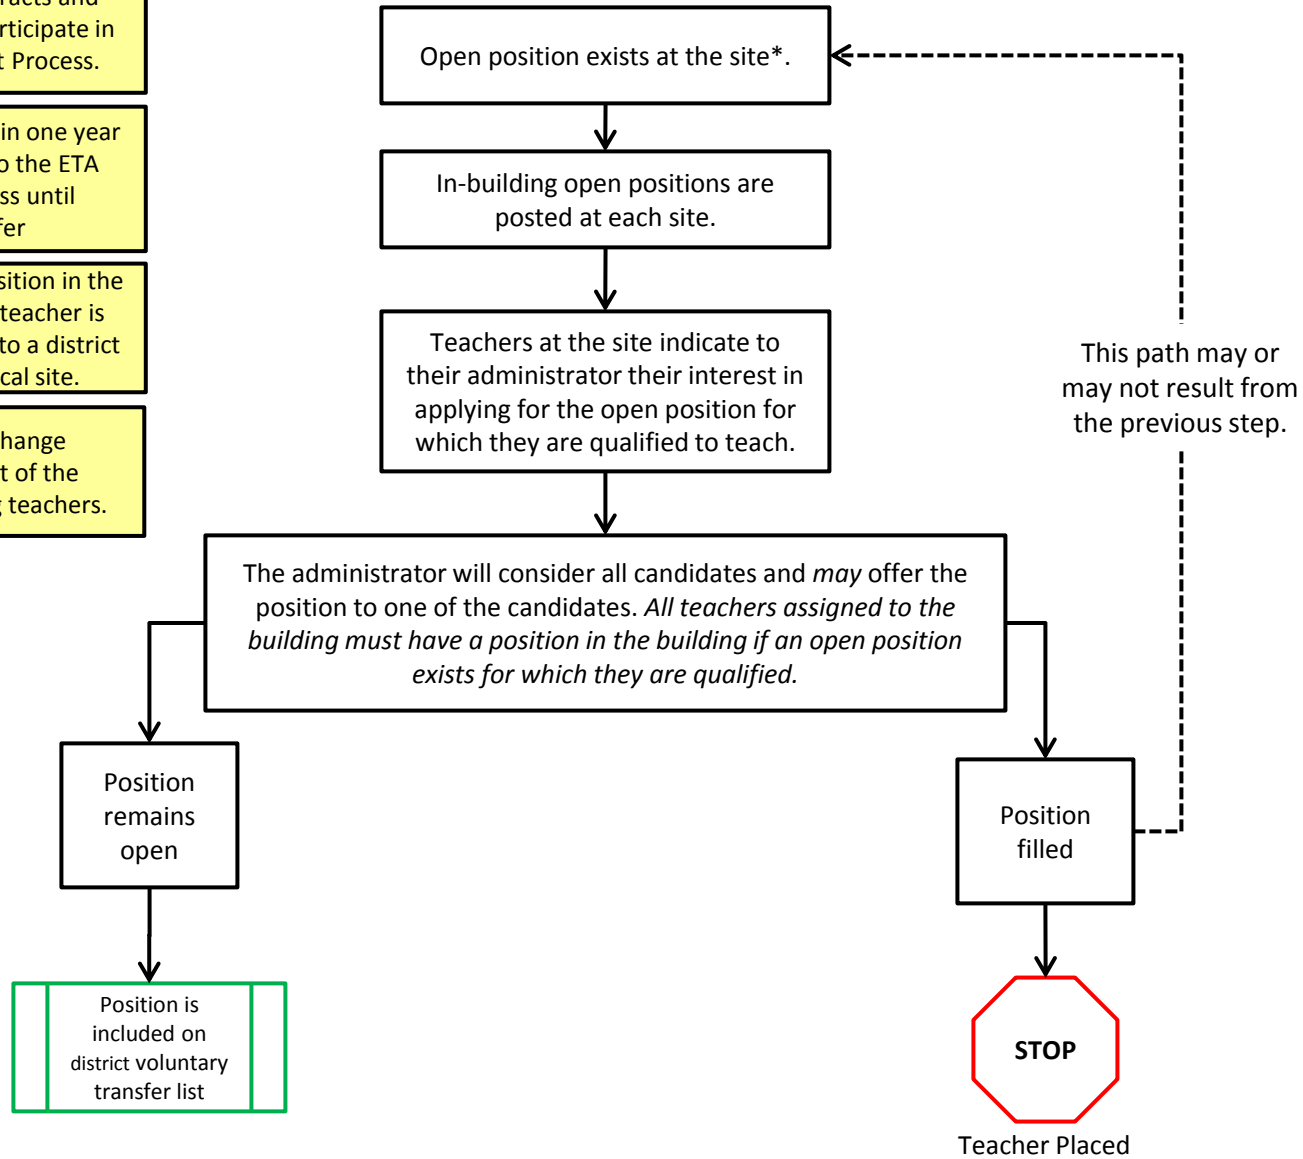 racts and
rticipate in
t Process.
in one year
o the ETA
ss until
fer
sition in the
teacher is
to a district
cal site.
hange
t of the
g teachers.
Open position exists at the site*.
In-building open positions are
posted at each site.
Teachers at the site indicate to
their administrator their interest in
applying for the open position for
which they are qualified to teach.
This path may or
may not result from
the previous step.
The administrator will consider all candidates and may offer the
position to one of the candidates. All teachers assigned to the
building must have a position in the building if an open position
exists for which they are qualified.
Position
remains
open
Position
filled
Position is
included on
district voluntary
transfer list
STOP
Teacher Placed